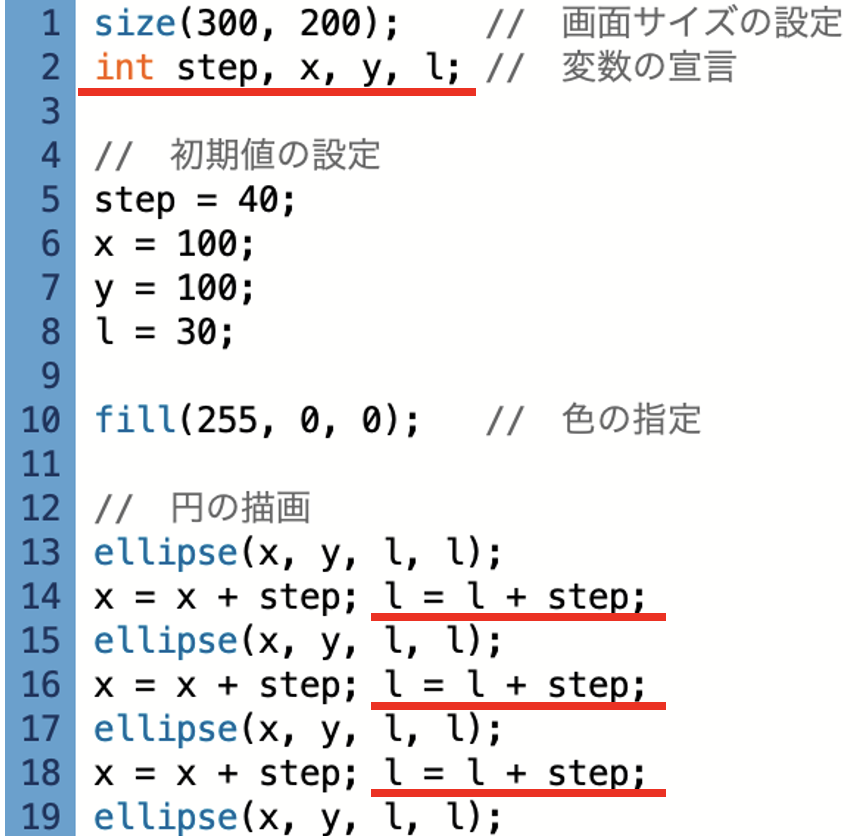 1 size(300, 200);    //  画面サイズの設定
2 int step, x, y, l; //  変数の宣言
3
4 //  初期値の設定
5 step = 40;
6 x = 100;
7 y = 100;
8 l = 30;
9
10 fill(255, 0, 0);   //  色の指定
11
12 //  円の描画
13 ellipse(x, y, l, l);
14 x = x + step; l = l + step;
15 ellipse(x, y, l, l);
16 x = x + step; l = l + step;
17 ellipse(x, y, l, l);
18 x = x + step; l = l + step;
19 ellipse(x, y, l, l);